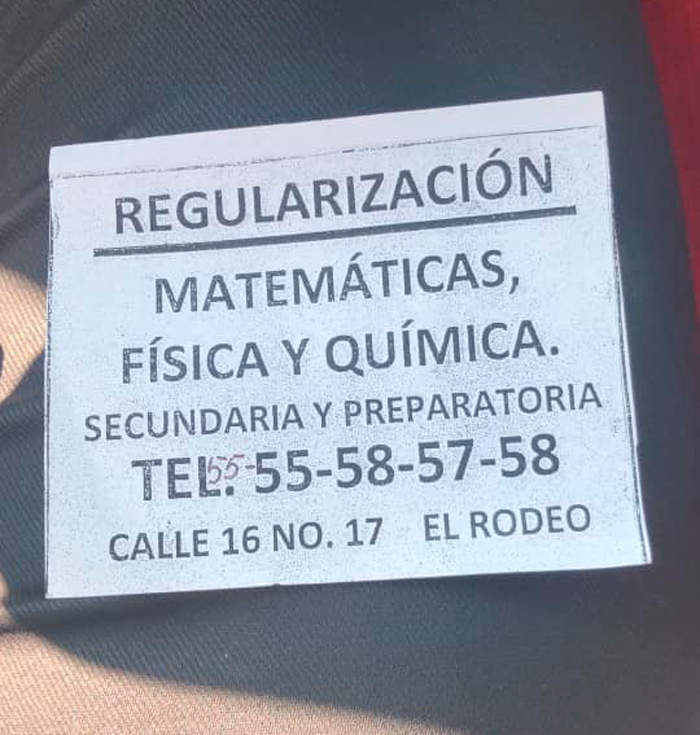 REGULARIZACIÓN
MATEMÁTICAS,
FÍSICA Y QUÍMICA.
SECUNDARIA Y PREPARATORIA
TEL. 55-55-58-57-58
CALLE 16 NO. 17 EL RODEO